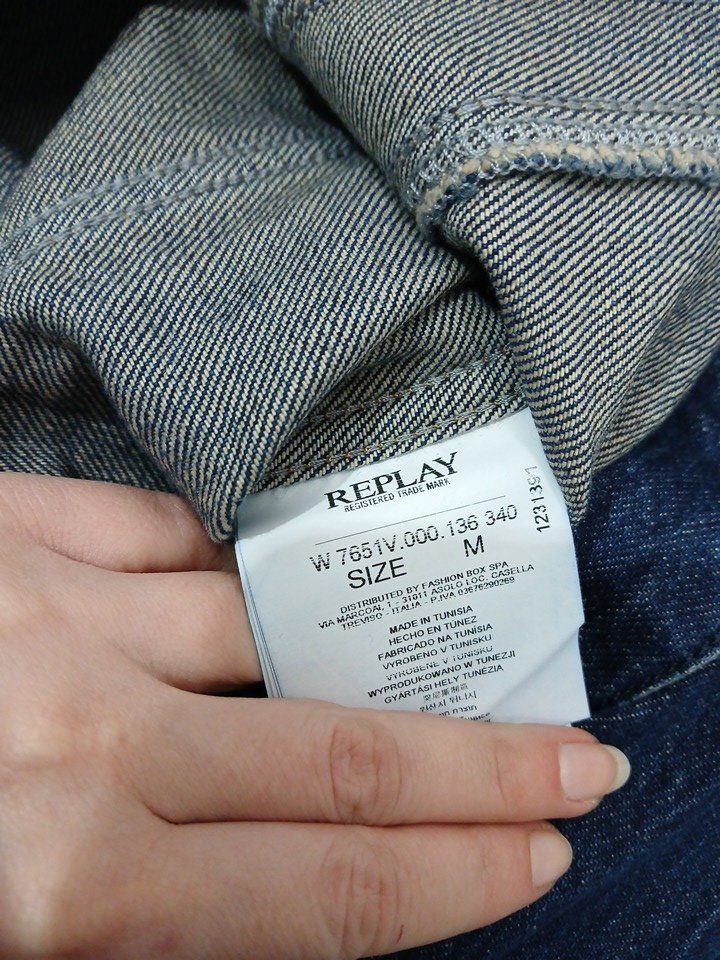 REPLAY
REGISTERED TRADE MARK
W 7651V.000.136 340
SIZE M
1231391
DISTRIBUTED BY FASHION BOX SPA
VIA MARCONI, 1 - 31011 ASOLO LOC. CASELLA
TREVISO - ITALIA - P.IVA 03676290269
MADE IN TUNISIA
HECHO EN TÚNEZ
FABRICADO NA TUNÍSIA
VYROBENO V TUNISKU
VYROBENÉ V TUNISKU
WYPRODUKOWANO W TUNEZJI
GYÁRTÁSI HELY TUNÉZIA